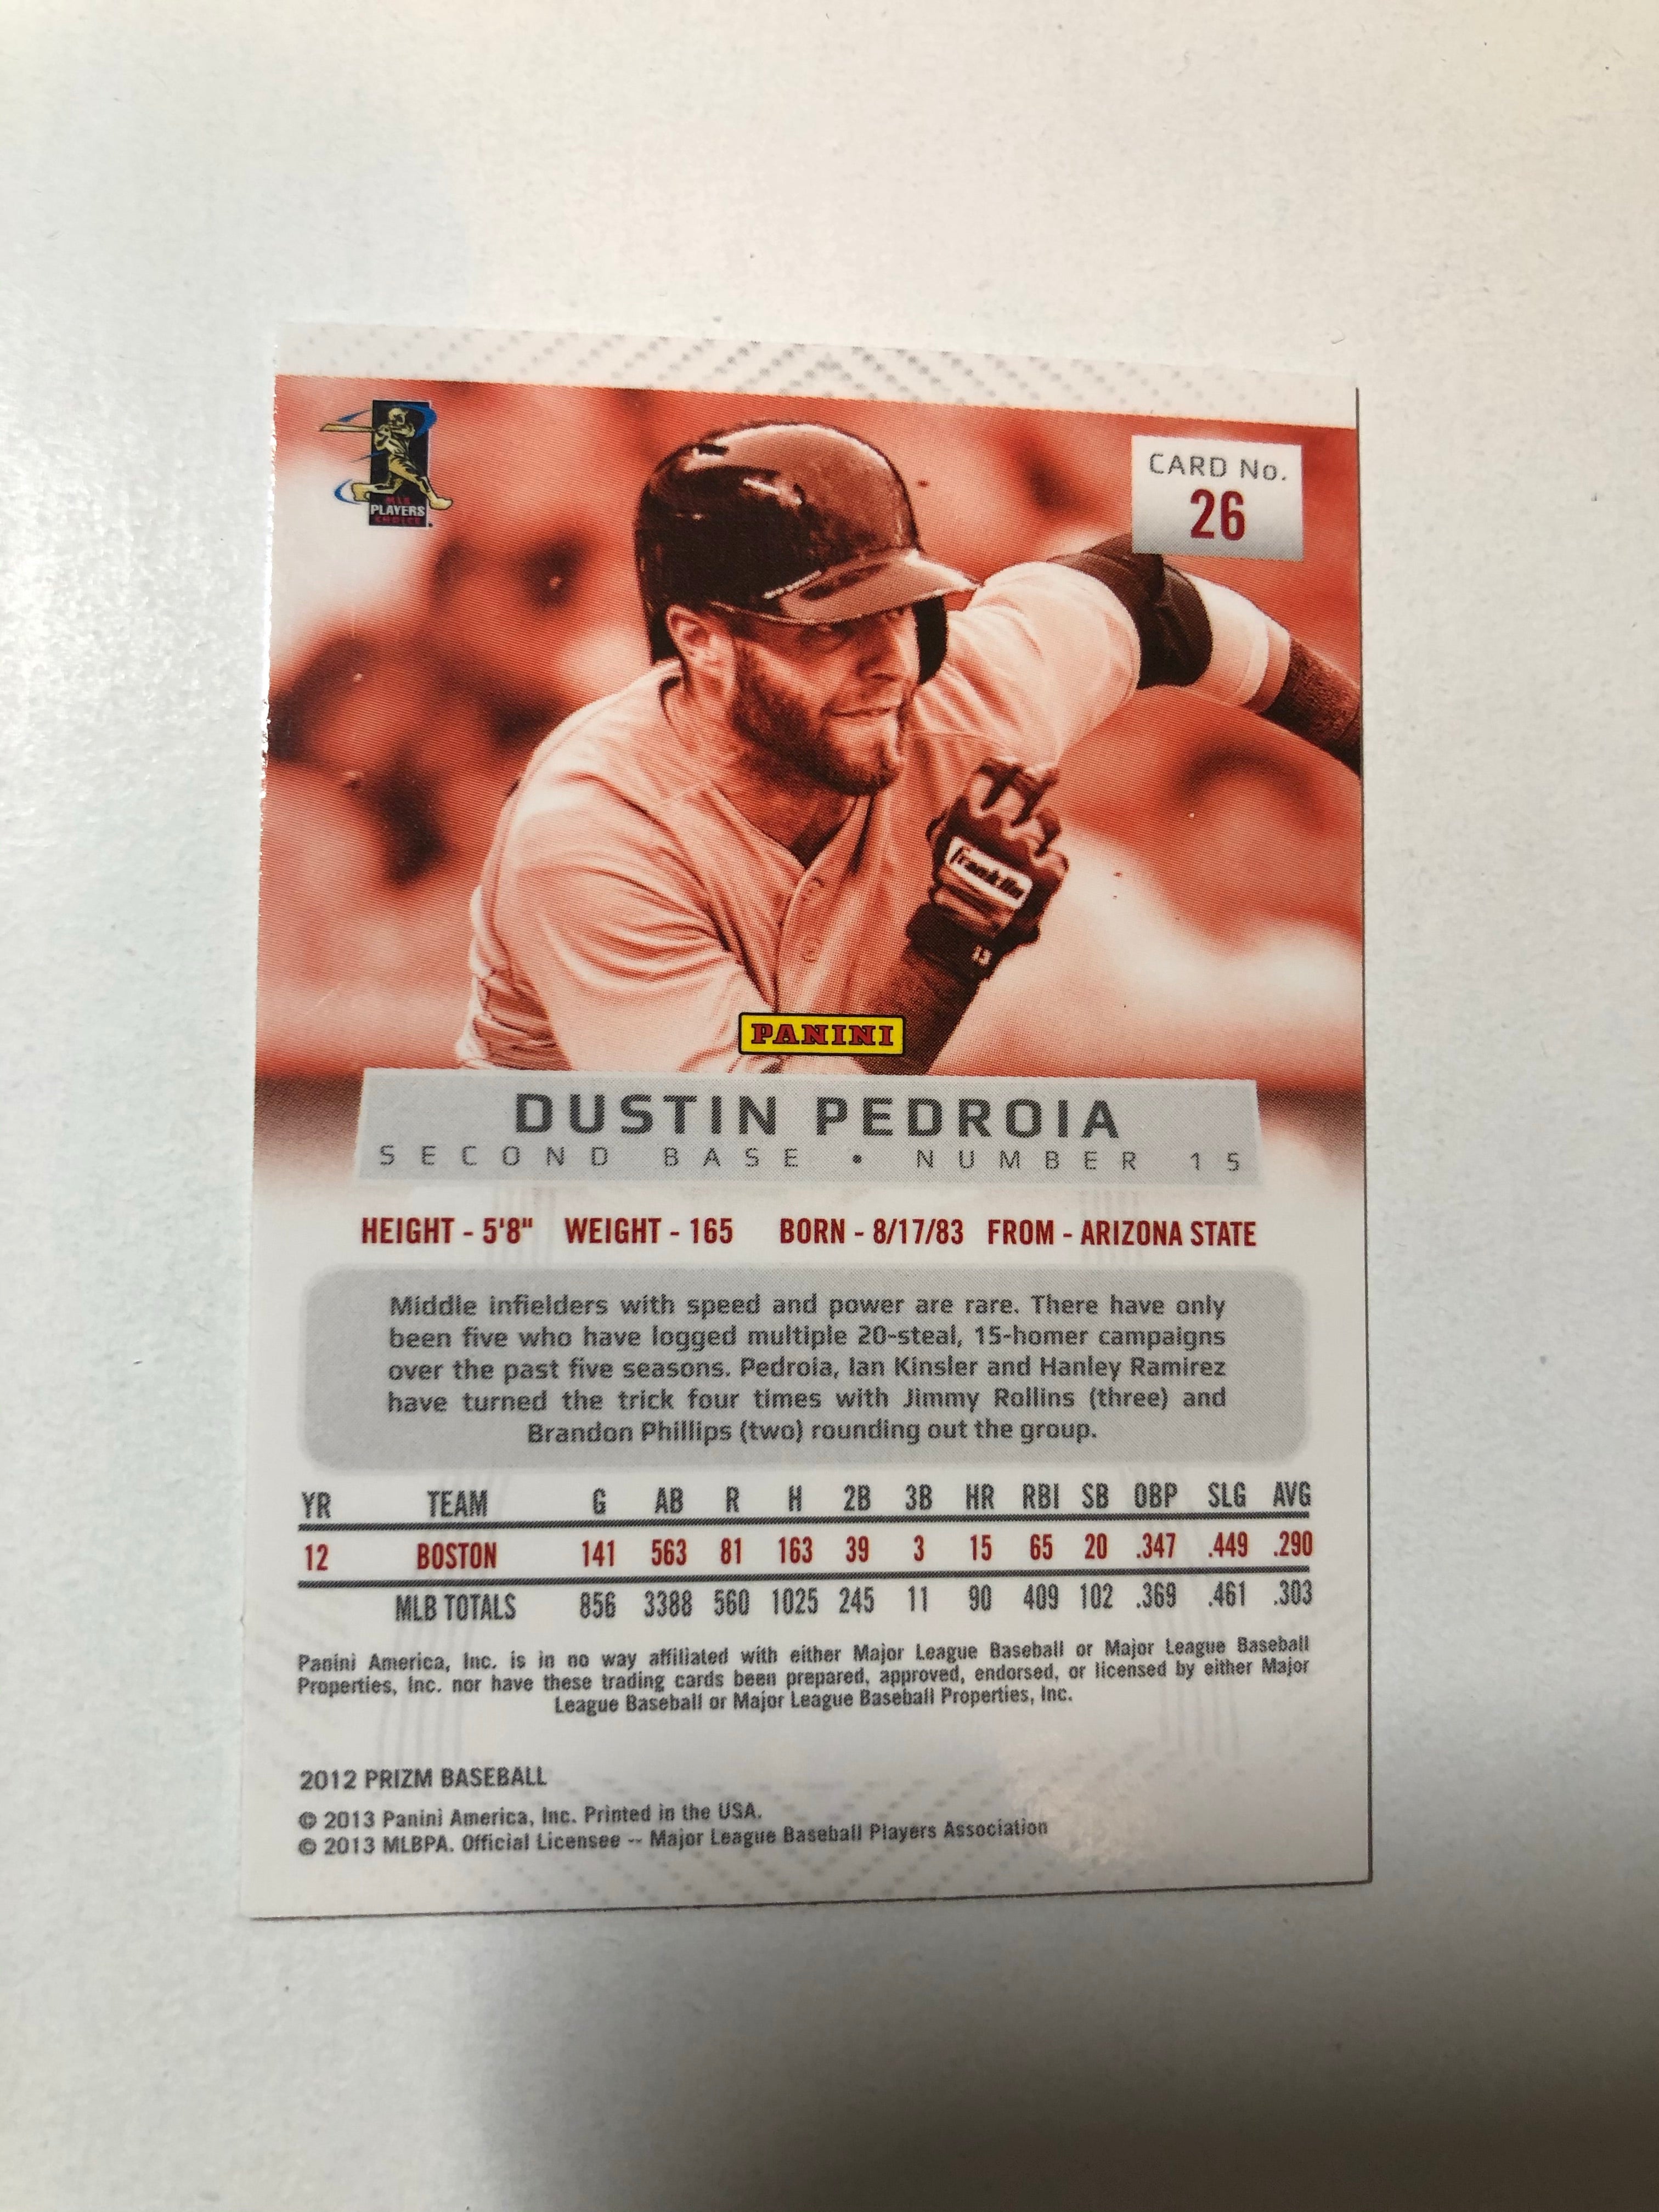 MLB
PLAYERS
CHOICE
CARD No.
26
Franklin
15
PANINI
DUSTIN PEDROIA
SECOND BASE • NUMBER 15
HEIGHT - 5'8" WEIGHT - 165 BORN - 8/17/83 FROM - ARIZONA STATE
Middle infielders with speed and power are rare. There have only
been five who have logged multiple 20-steal, 15-homer campaigns
over the past five seasons. Pedroia, Ian Kinsler and Hanley Ramirez
have turned the trick four times with Jimmy Rollins (three) and
Brandon Phillips (two) rounding out the group.
YR TEAM G AB R H 2B 3B HR RBI SB OBP SLG AVG
12 BOSTON 141 563 81 163 39 3 15 65 20 .347 .449 .290
MLB TOTALS 856 3388 560 1025 245 11 90 409 102 .369 .461 .303
Panini America, Inc. is in no way affiliated with either Major League Baseball or Major League Baseball
Properties, Inc. nor have these trading cards been prepared, approved, endorsed, or licensed by either Major
League Baseball or Major League Baseball Properties, Inc.
2012 PRIZM BASEBALL
© 2013 Panini America, Inc. Printed in the USA.
© 2013 MLBPA. Official Licensee -- Major League Baseball Players Association